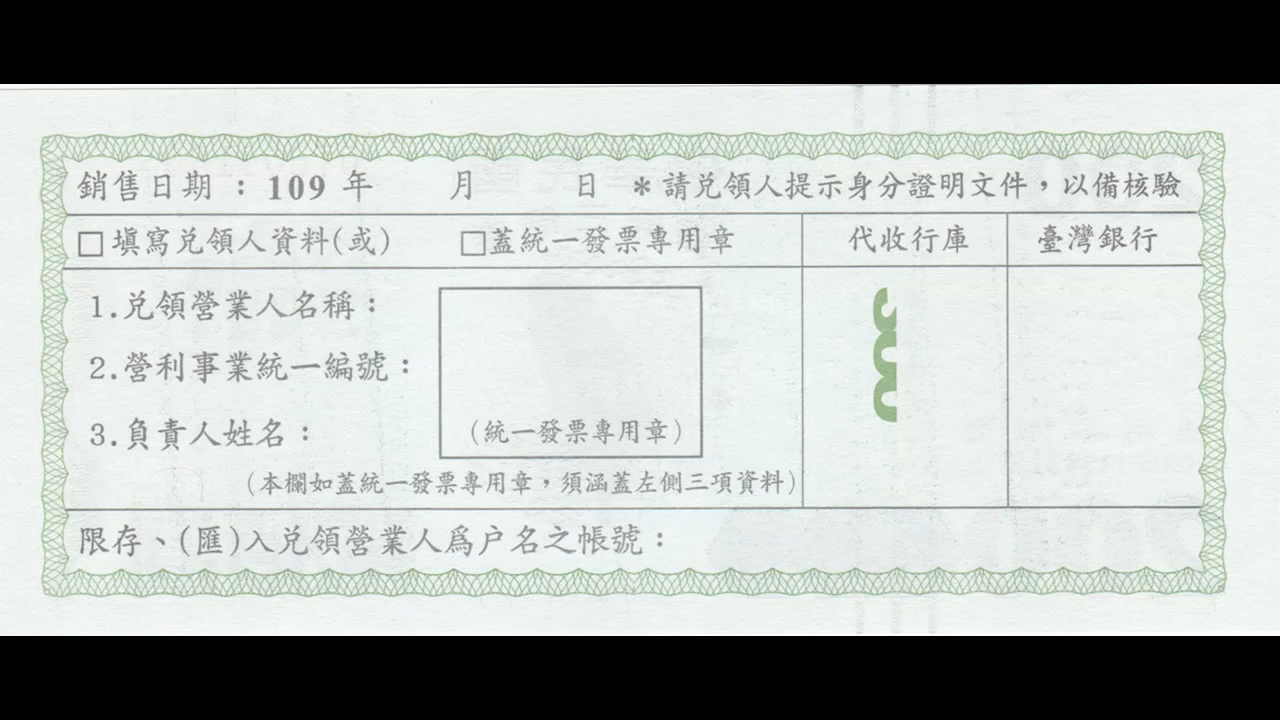 銷售日期：109 年 月 日 ＊請兌領人提示身分證明文件，以備核驗
□填寫兌領人資料(或) □蓋統一發票專用章 代收行庫 臺灣銀行
1.兌領營業人名稱：
2.營利事業統一編號：
3.負責人姓名：
(統一發票專用章)
(本欄如蓋統一發票專用章，須涵蓋左側三項資料)
限存、(匯)入兌領營業人為户名之帳號：